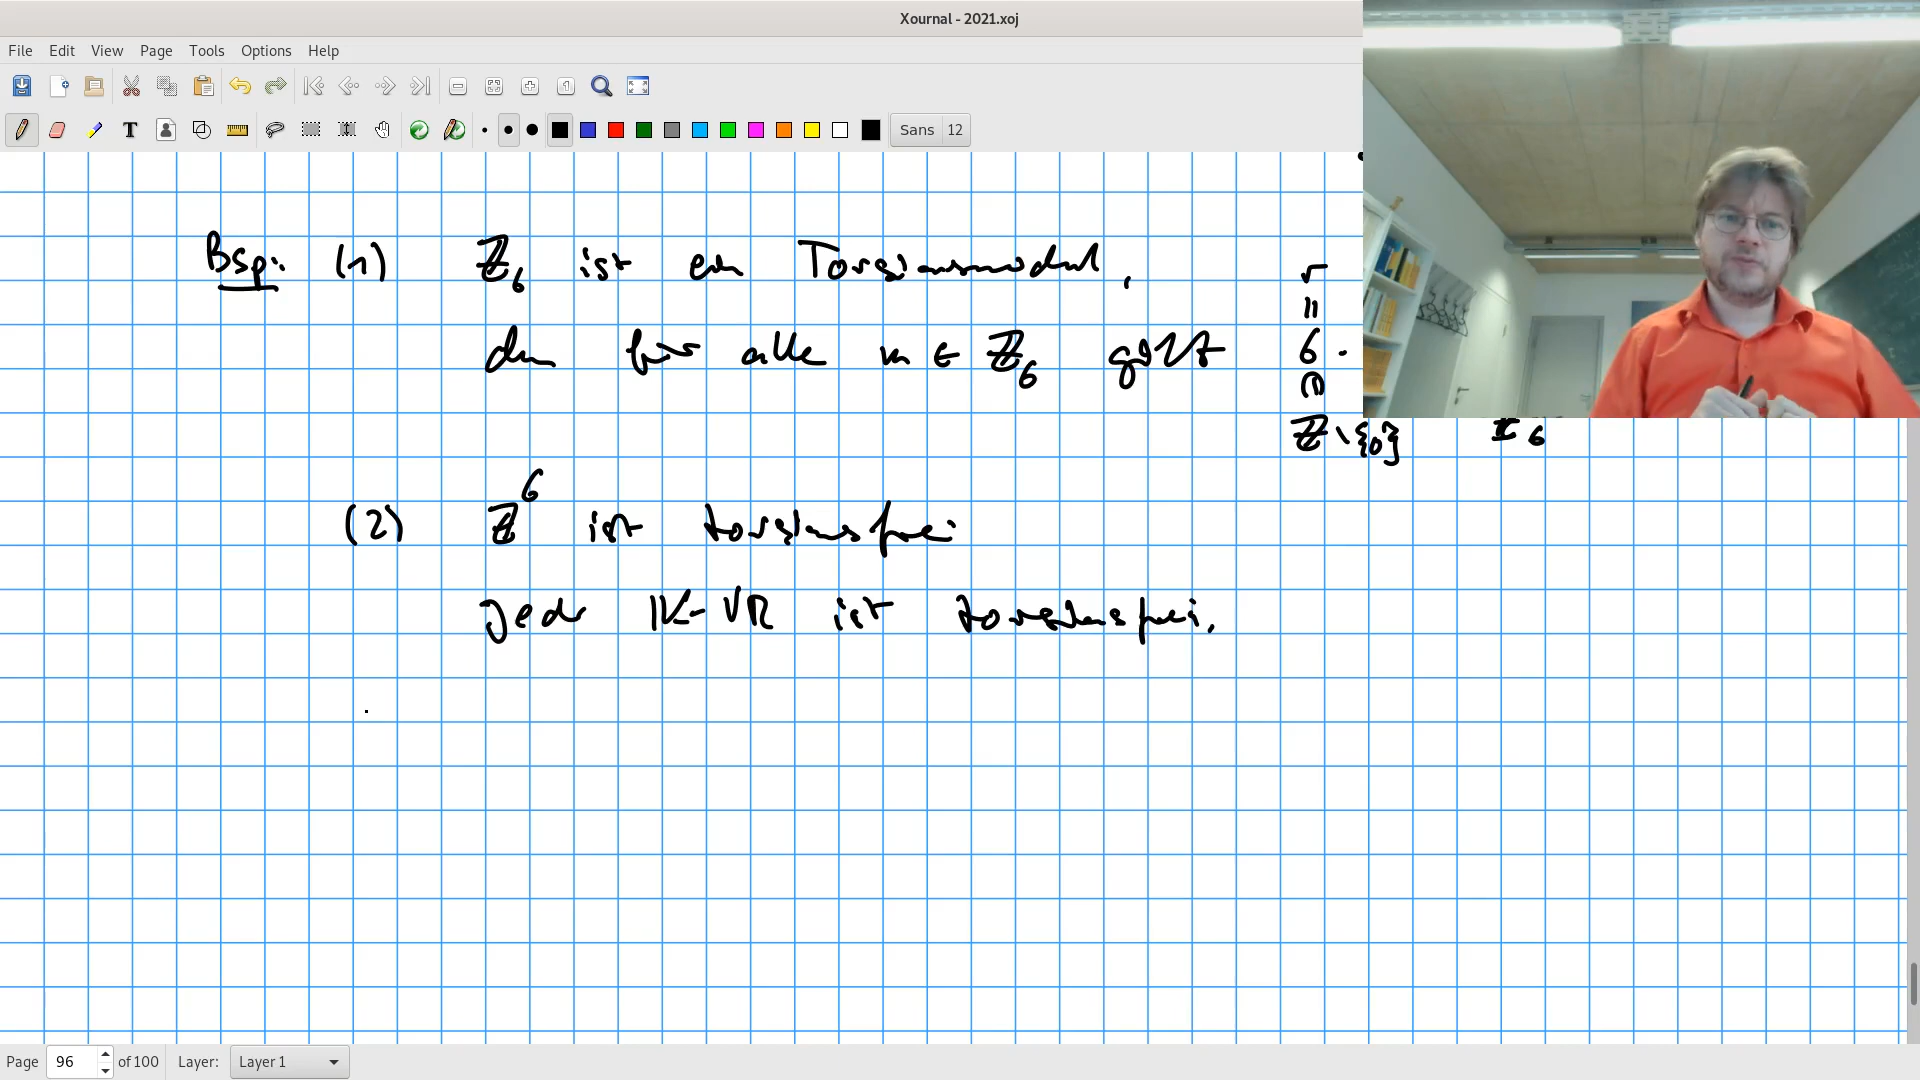 Xournal - 2021.xoj
File Edit View Page Tools Options Help
Sans 12
Bsp: (1) ℤ₆ ist ein Torsionsmodul,
denn für alle m ∈ ℤ₆ gilt 6 ·
r
=
ℤ \ {0} ℤ₆
(2) ℤ⁶ ist torsionsfrei
Jeder K-VR ist torsionsfrei.
Page 96 of 100 Layer: Layer 1